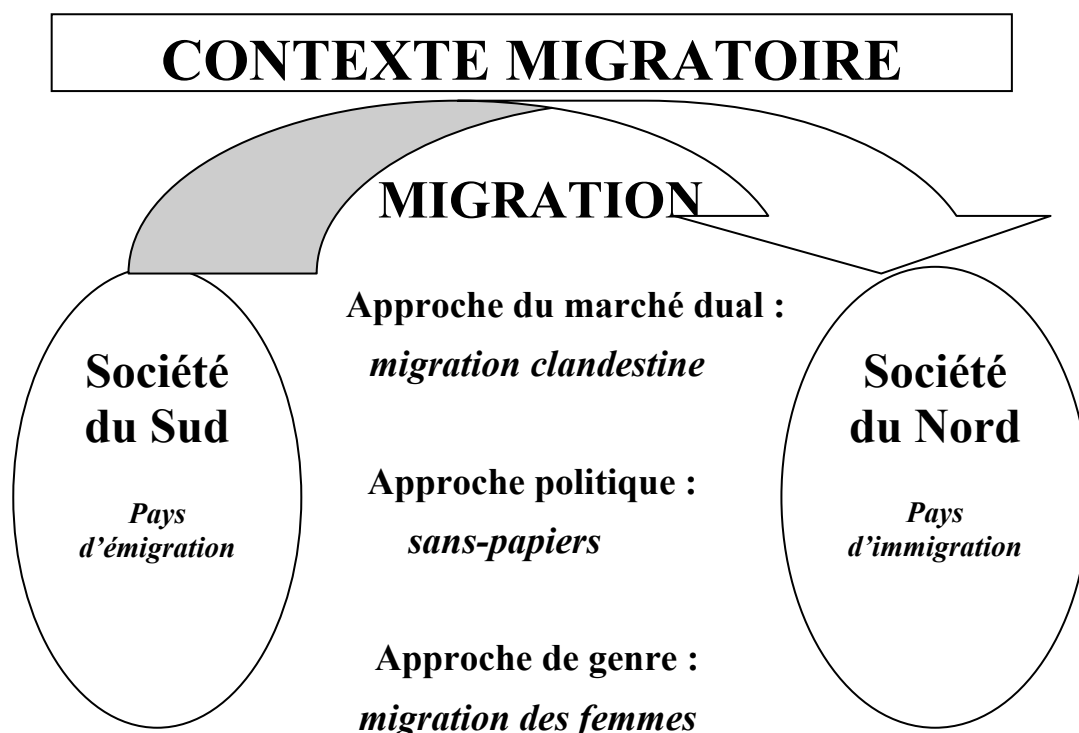 CONTEXTE MIGRATOIRE
MIGRATION
Approche du marché dual :
migration clandestine
Société
du Sud
Pays
d’émigration
Approche politique :
sans-papiers
Approche de genre :
migration des femmes
Société
du Nord
Pays
d’immigration